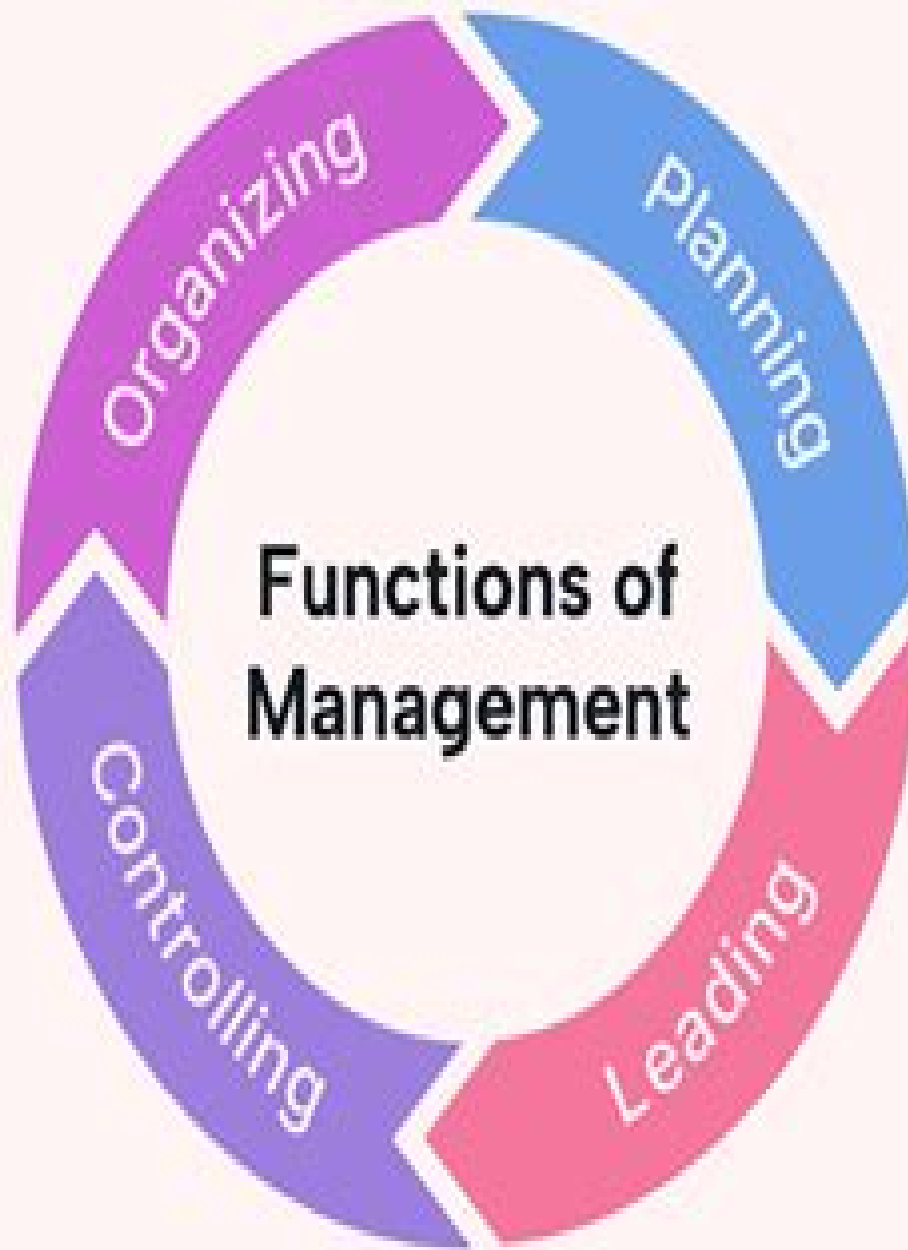 Organizing
Planning
Functions of
Management
Controlling
Leading